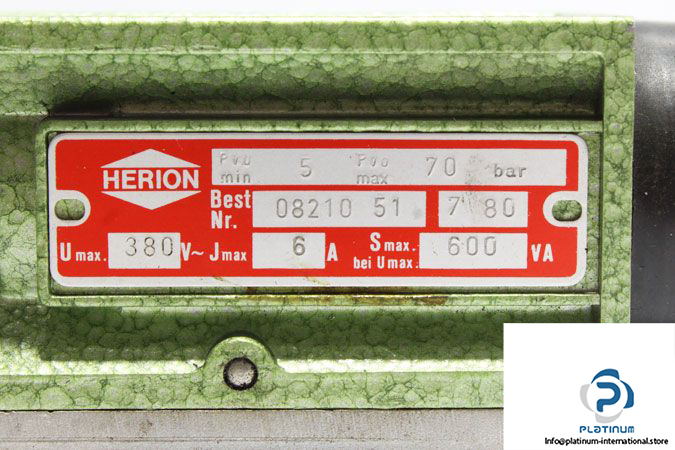 HERION
Pvu min 5 Pvo max 70 bar
Best Nr. 08210 51 7 80
U max. 380 V~ J max 6 A S max. bei U max. 600 VA
PLATINUM
Info@platinum-international.store